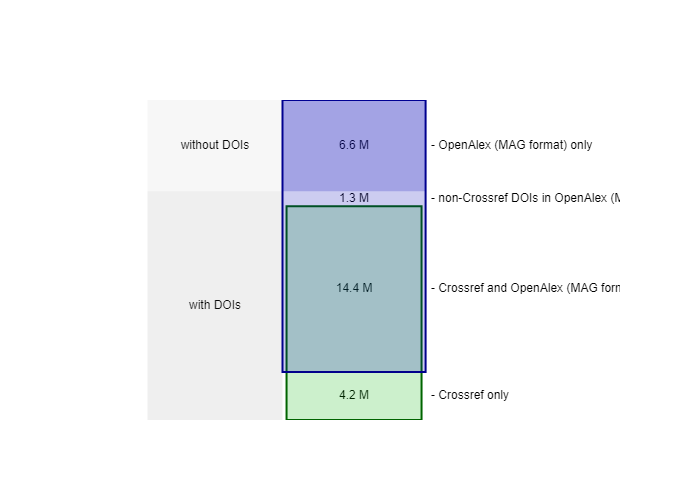 without DOIs
6.6 M
- OpenAlex (MAG format) only
1.3 M
- non-Crossref DOIs in OpenAlex (
14.4 M
- Crossref and OpenAlex (MAG form
with DOIs
4.2 M
- Crossref only